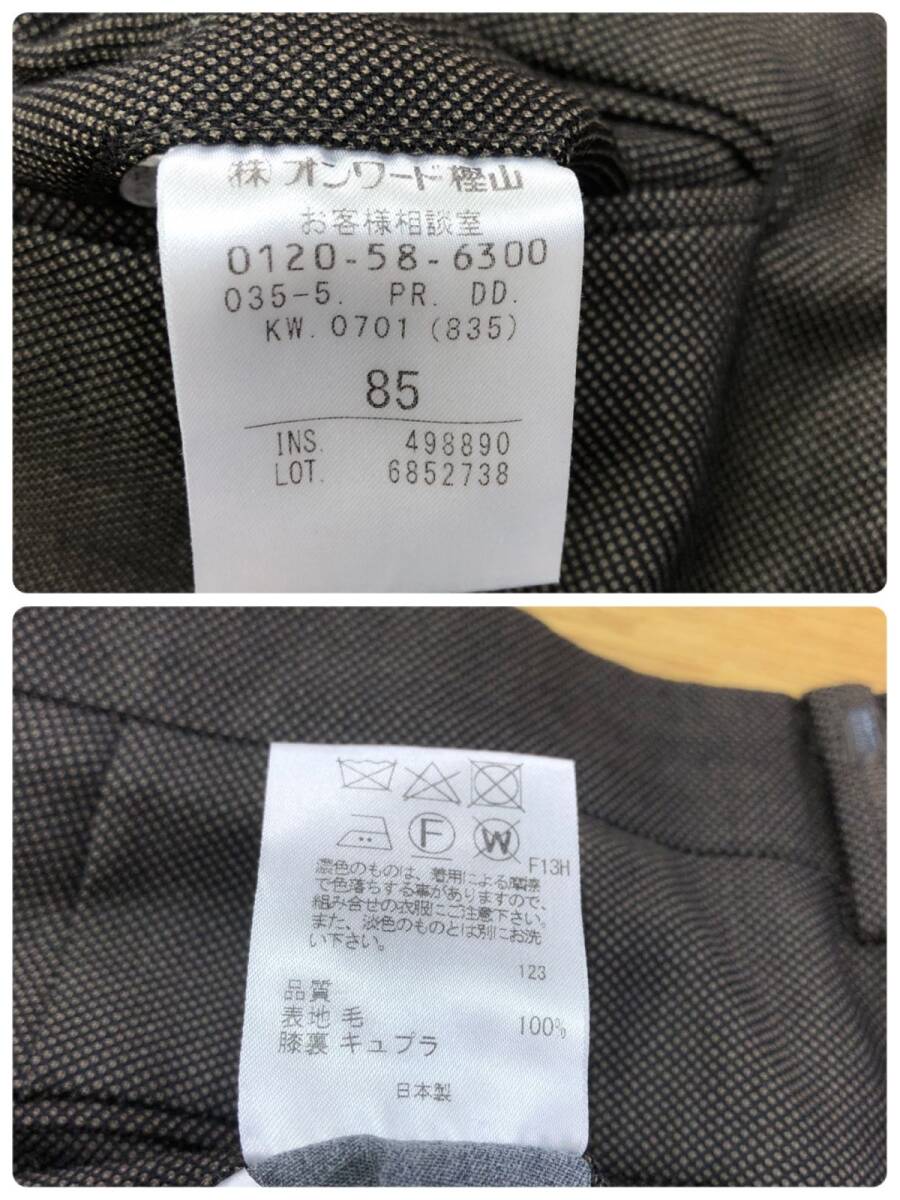 (株)オンワード樫山
お客様相談室
0120-58-6300
035-5. PR. DD.
KW. 0701 (835)
85
INS. 498890
LOT. 6852738
F
W
F13H
濃色のものは、着用による摩擦
で色落ちする事がありますので、
組み合せの衣服にご注意下さい。
また、淡色のものとは別にお洗
い下さい。
123
品質
表地 毛 100%
膝裏 キュプラ
日本製